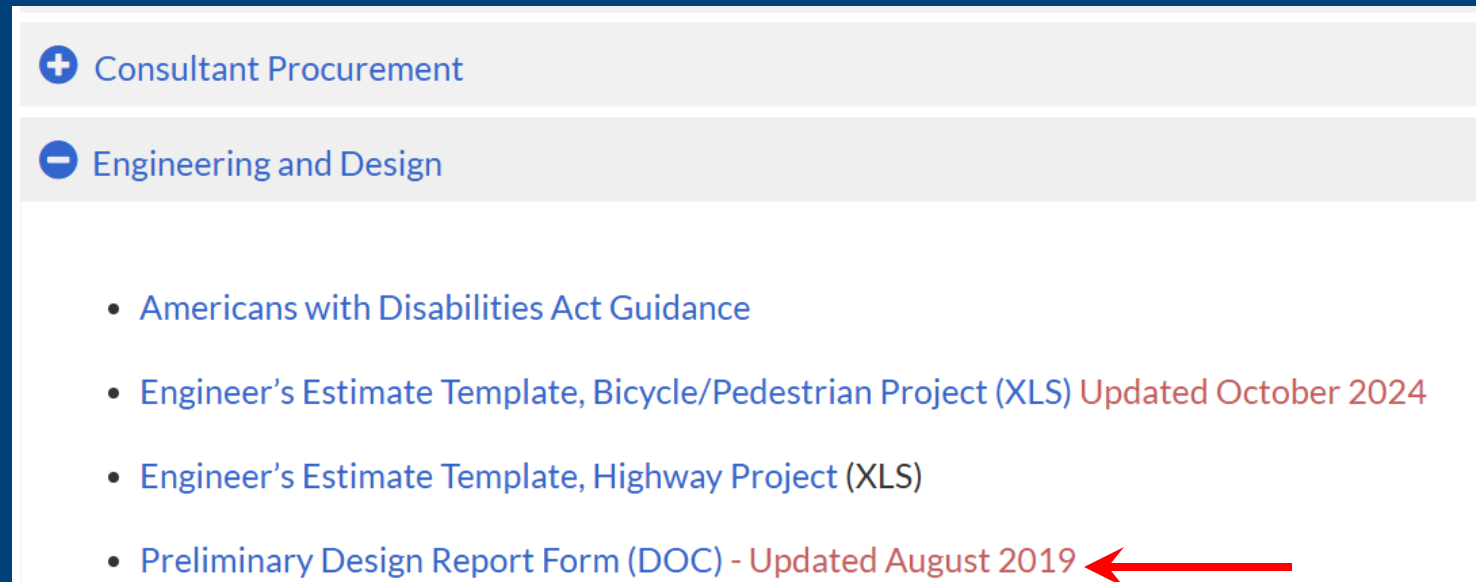 Consultant Procurement
Engineering and Design
• Americans with Disabilities Act Guidance
• Engineer’s Estimate Template, Bicycle/Pedestrian Project (XLS) Updated October 2024
• Engineer’s Estimate Template, Highway Project (XLS)
• Preliminary Design Report Form (DOC) - Updated August 2019